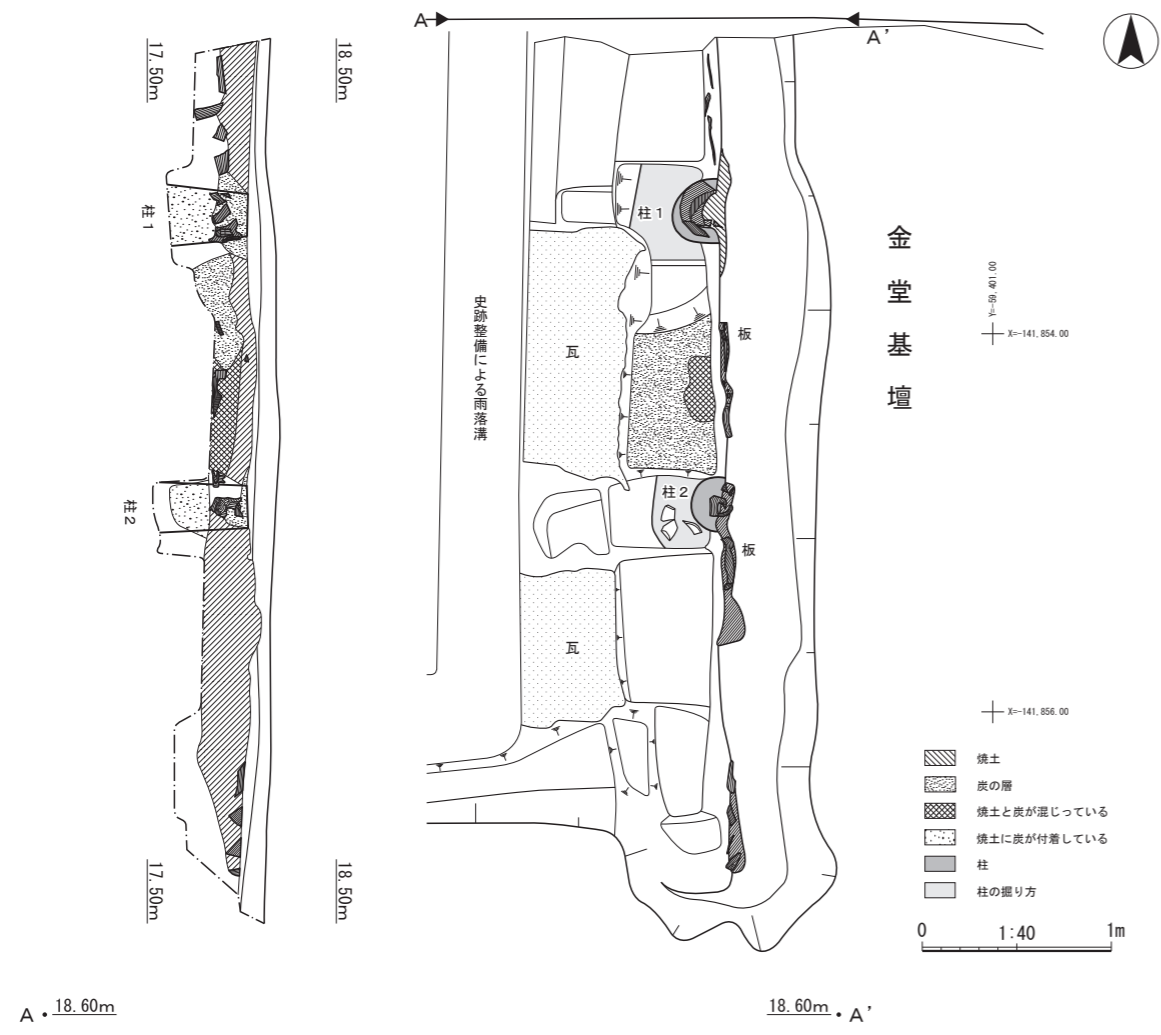 A
A'
17.50m
18.50m
柱1
柱2
17.50m
18.50m
史跡整備による雨落溝
瓦
瓦
柱1
板
柱2
板
金堂基壇
Y=-59,401.00
X=-141,854.00
X=-141,856.00
焼土
炭の層
焼土と炭が混じっている
焼土に炭が付着している
柱
柱の掘り方
0 1:40 1m
A・18.60m
18.60m・A'